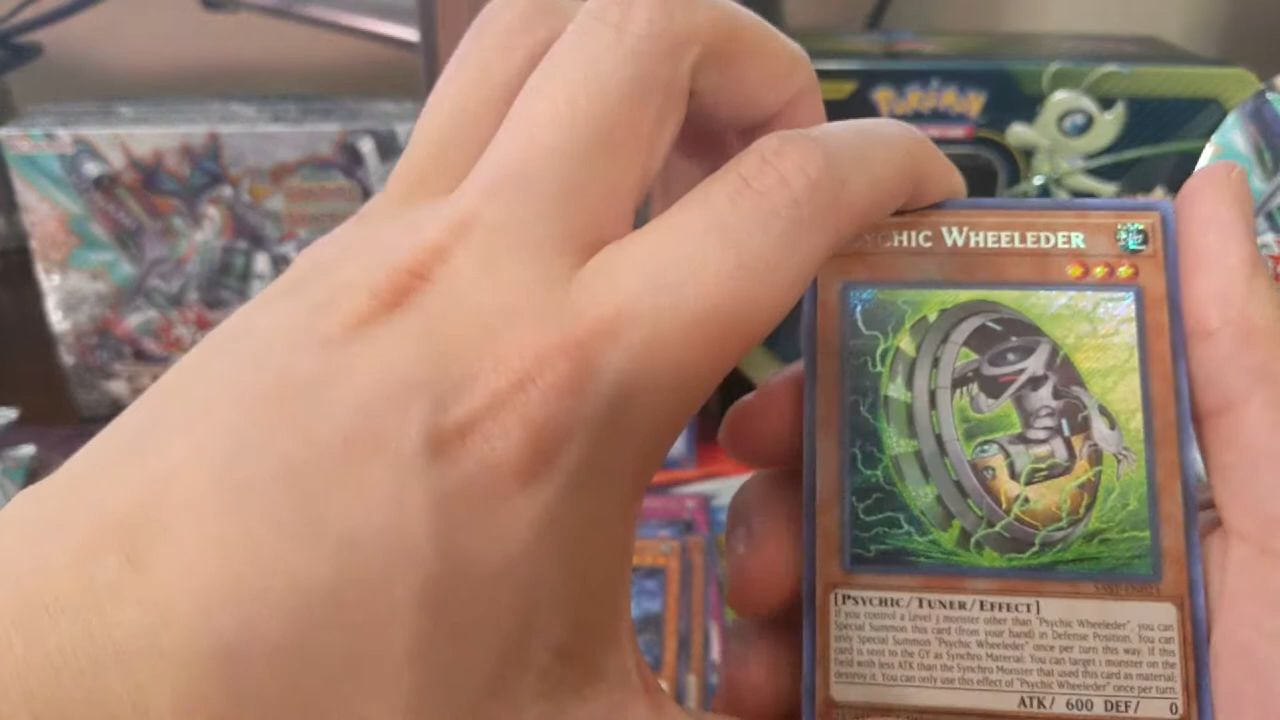 POKÉMON
SYCHIC WHEELEDER
SAST-EN024
[PSYCHIC/TUNER/EFFECT]
If you control a Level 3 monster other than "Psychic Wheeleder", you can
Special Summon this card (from your hand) in Defense Position. You can
only Special Summon "Psychic Wheeleder" once per turn this way. If this
card is sent to the GY as Synchro Material: You can target 1 monster on the
field with less ATK than the Synchro Monster that used this card as material;
destroy it. You can only use this effect of "Psychic Wheeleder" once per turn.
ATK/ 600 DEF/ 0